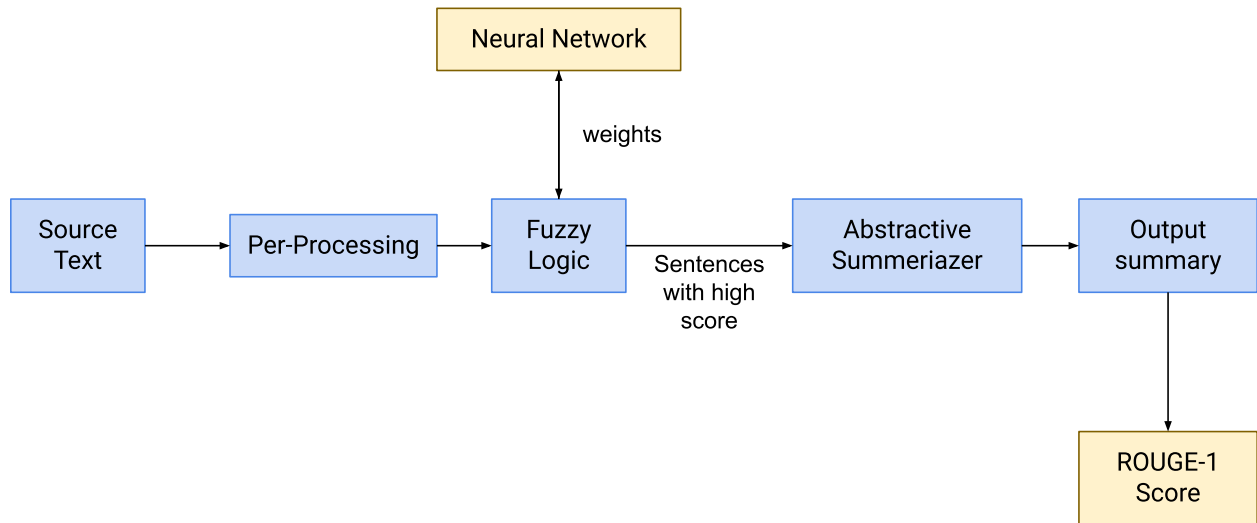 Neural Network
weights
Source
Text
Per-Processing
Fuzzy
Logic
Sentences
with high
score
Abstractive
Summeriazer
Output
summary
ROUGE-1
Score